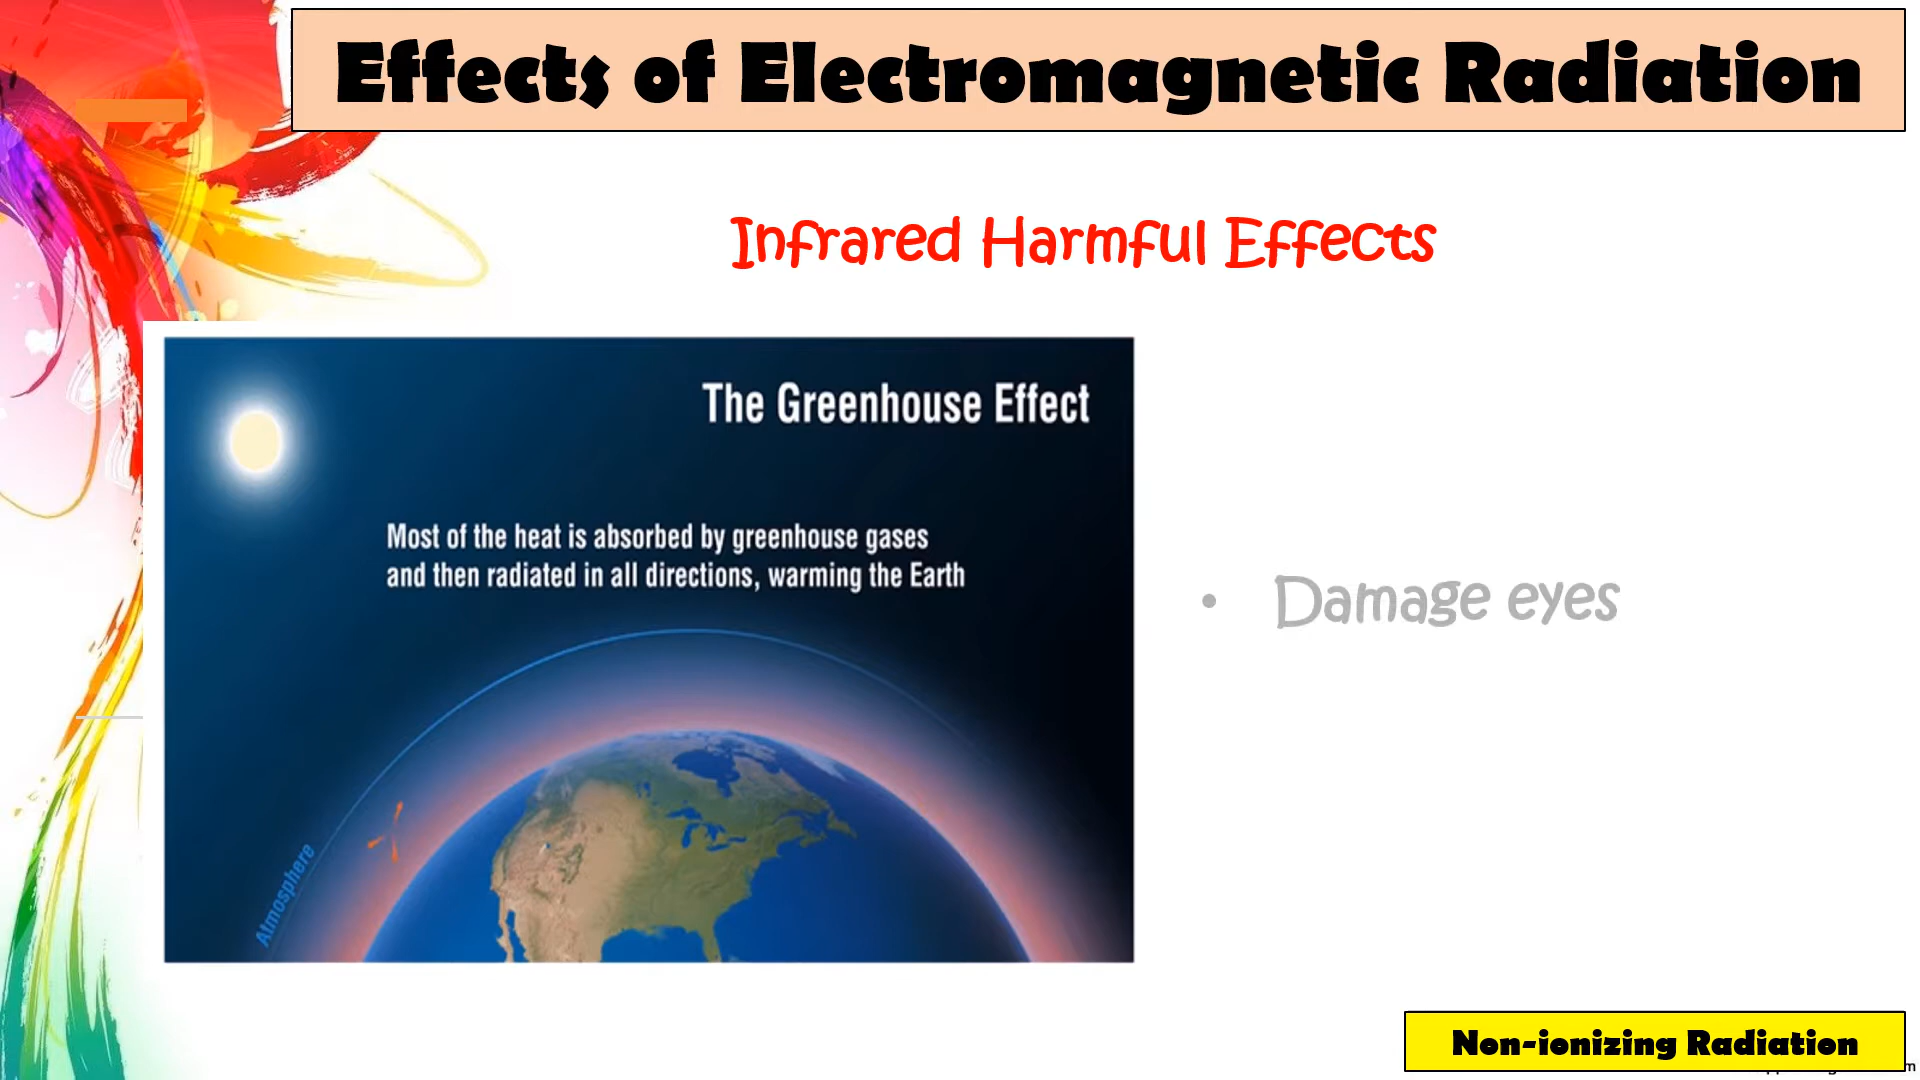 Effects of Electromagnetic Radiation
Infrared Harmful Effects
The Greenhouse Effect
Most of the heat is absorbed by greenhouse gases
and then radiated in all directions, warming the Earth
Atmosphere
• Damage eyes
Non-ionizing Radiation